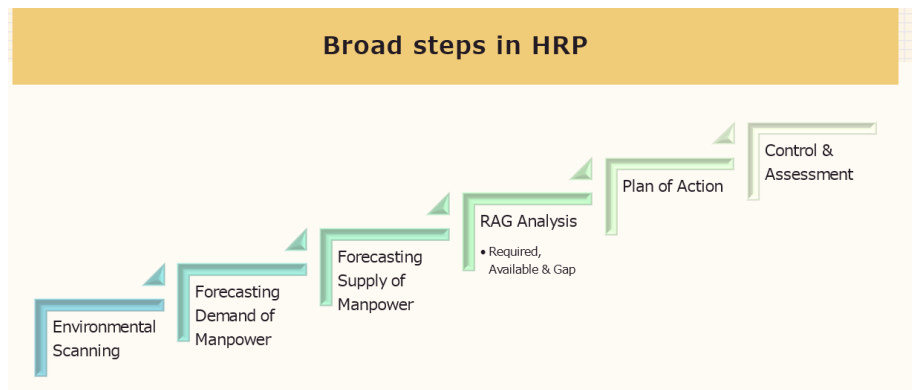 Broad steps in HRP
Environmental
Scanning
Forecasting
Demand of
Manpower
Forecasting
Supply of
Manpower
RAG Analysis
• Required,
Available & Gap
Plan of Action
Control &
Assessment